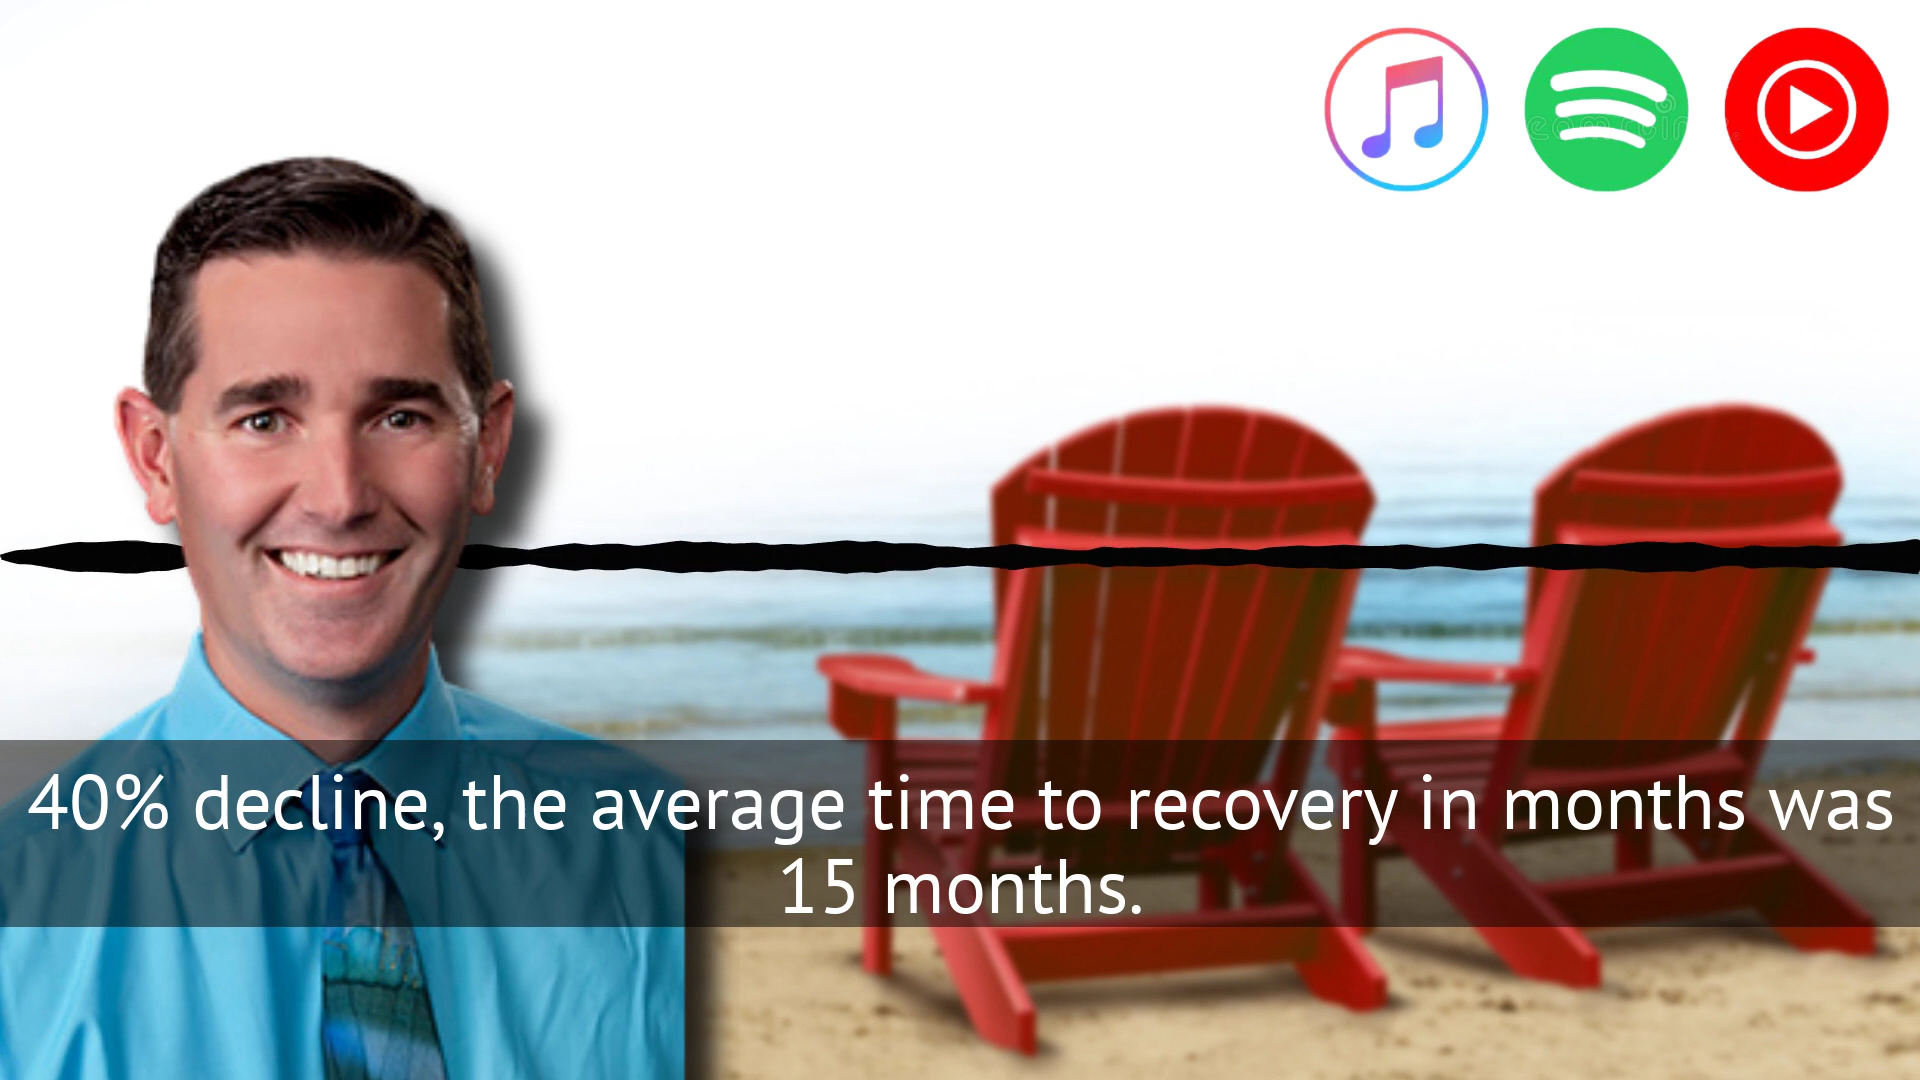 40% decline, the average time to recovery in months was
15 months.